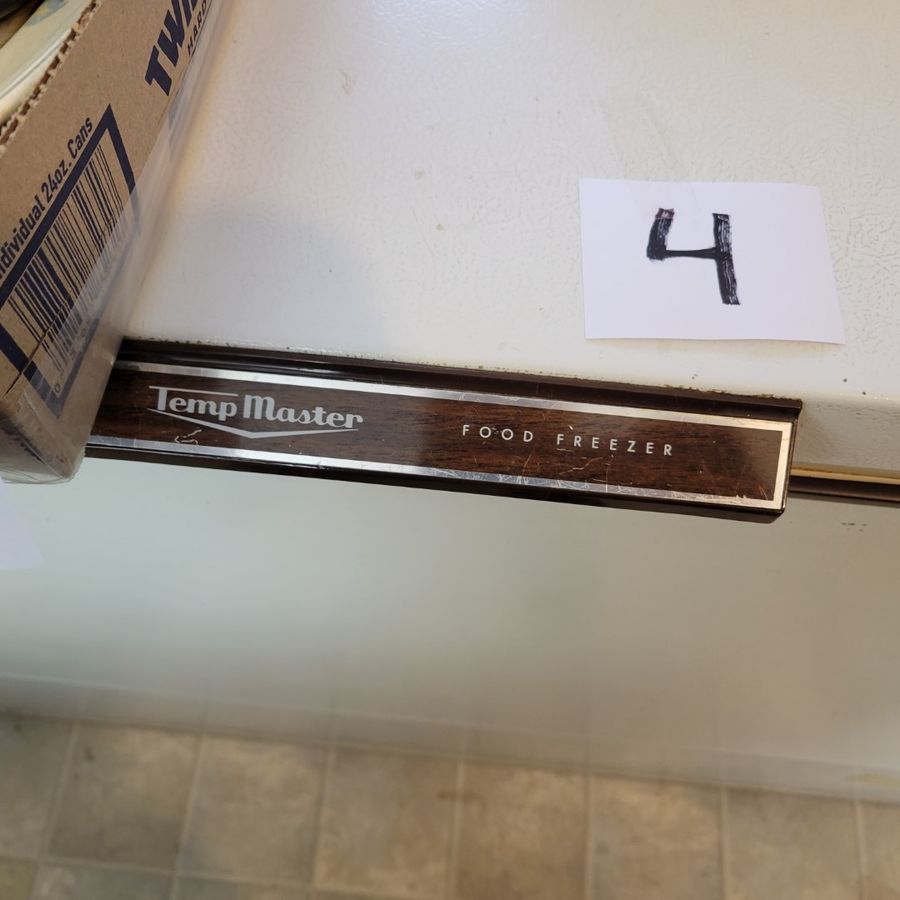 Individual 24oz. Cans
4
Temp Master
FOOD FREEZER